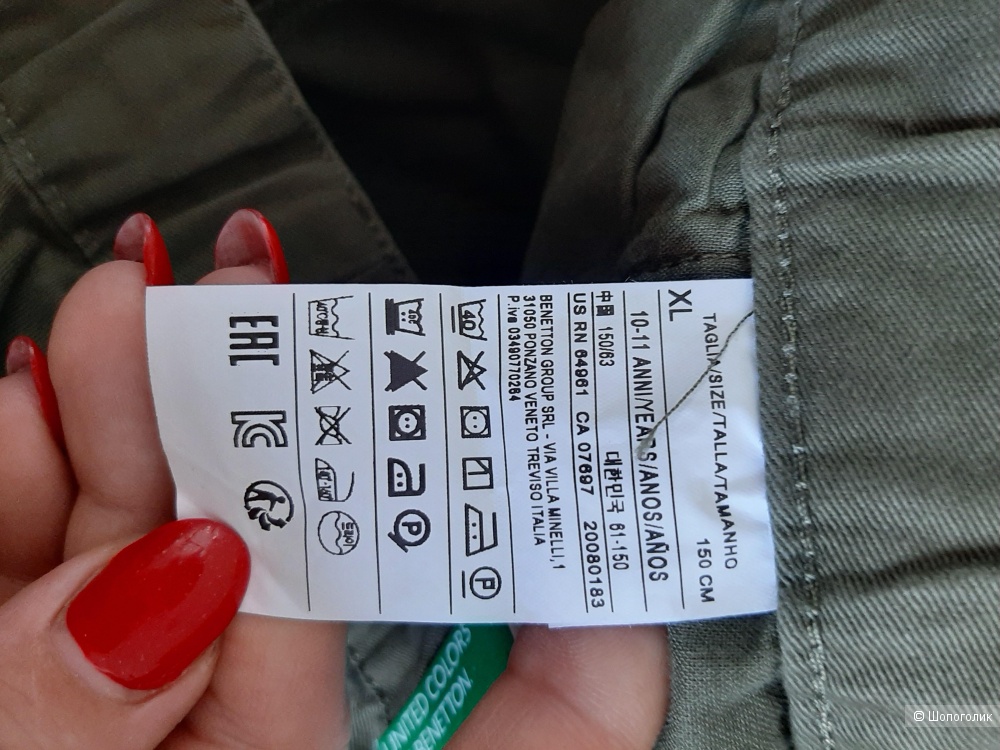 TAGLIA/SIZE/TALLA/TAMANHO
XL 150 CM
10-11 ANNI/YEARS/ANOS/AÑOS
中国 150/63 대한민국 61-150
US RN 64961 CA 07697 20080183
BENETTON GROUP SRL - VIA VILLA MINELLI,1
31050 PONZANO VENETO TREVISO ITALIA
P.Iva 03490770264
40
P
P
EAC
UNITED COLORS
BENETTON.
© Шопоголик